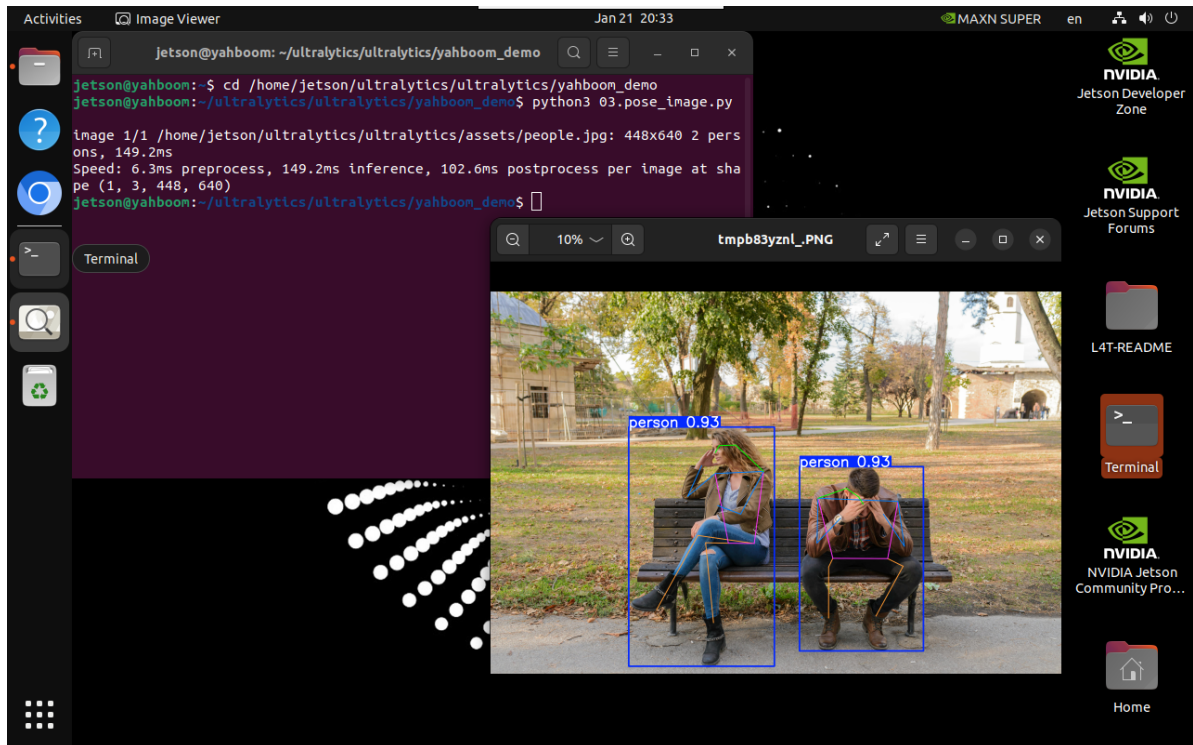 Activities
Image Viewer
Jan 21 20:33
MAXN SUPER
en
jetson@yahboom: ~/ultralytics/ultralytics/yahboom_demo
jetson@yahboom:~$ cd /home/jetson/ultralytics/ultralytics/yahboom_demo
jetson@yahboom:~/ultralytics/ultralytics/yahboom_demo$ python3 03.pose_image.py
image 1/1 /home/jetson/ultralytics/ultralytics/assets/people.jpg: 448x640 2 pers
ons, 149.2ms
Speed: 6.3ms preprocess, 149.2ms inference, 102.6ms postprocess per image at sha
pe (1, 3, 448, 640)
jetson@yahboom:~/ultralytics/ultralytics/yahboom_demo$
Terminal
10%
tmpb83yznl_.PNG
person 0.93
person 0.93
NVIDIA.
Jetson Developer
Zone
NVIDIA.
Jetson Support
Forums
L4T-README
>_
Terminal
NVIDIA.
NVIDIA Jetson
Community Pro...
Home